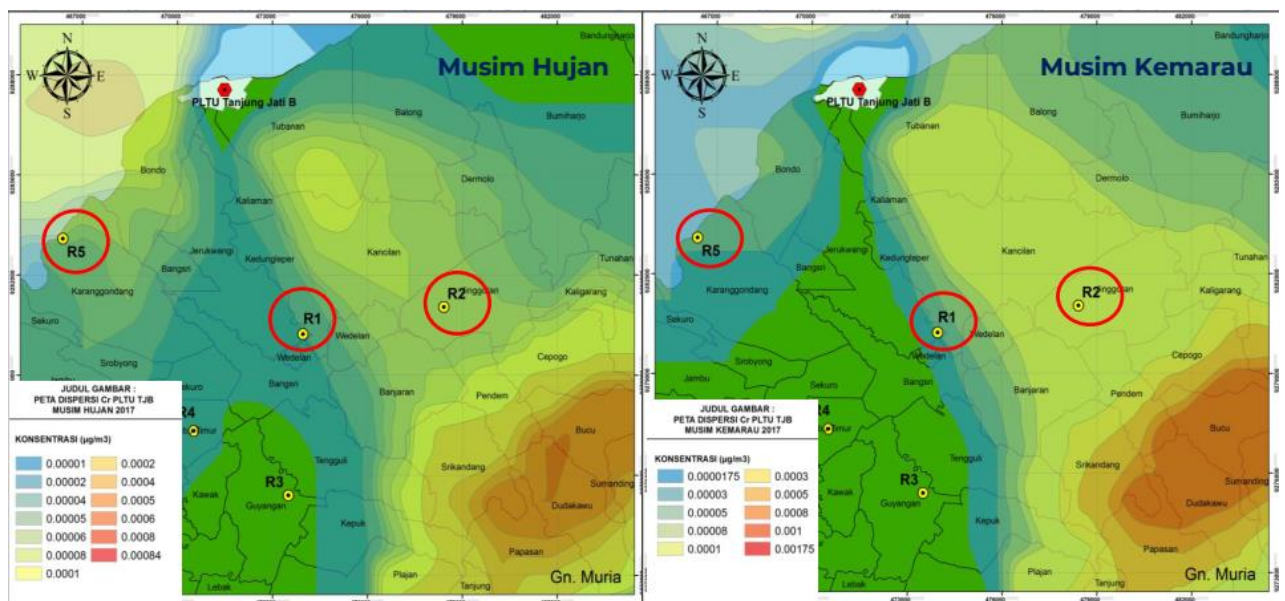 Musim Hujan
N
W E
S
PLTU Tanjung Jati B
Bandungharjo
Balong
Tubanan
Bumiharjo
Bondo
Dermolo
Kaliaman
R5
Jerukwangi
Kancilan
Kedungleper
Bangsri
Tunahan
Karanggondang
R2
Kaligarang
Sekuro
R1
Wedelan
Wedelan
Srobyong
Cepogo
Bangsri
Banjaran
Pendem
Sekuro
JUDUL GAMBAR :
PETA DISPERSI Cr PLTU TJB
MUSIM HUJAN 2017
KONSENTRASI (µg/m3)
0.00001 0.0002
0.00002 0.0004
0.00004 0.0005
0.00005 0.0006
0.00006 0.0008
0.00008 0.00084
0.0001
Bucu
Timur
Tengguli
Srikandang
Sumanding
R3
Kawak
Guyangan
Dudakawu
Kepuk
Papasan
Plajan
Gn. Muria
Lebak
Tanjung
Musim Kemarau
N
W E
S
PLTU Tanjung Jati B
Bandungharjo
Balong
Tubanan
Bumiharjo
Bondo
Dermolo
Kaliaman
R5
Jerukwangi
Kancilan
Kedungleper
Bangsri
Tunahan
Karanggondang
R2
Kaligarang
Sekuro
R1
Wedelan
Wedelan
Srobyong
Cepogo
Jambu
Bangsri
Banjaran
Pendem
Sekuro
JUDUL GAMBAR :
PETA DISPERSI Cr PLTU TJB
MUSIM KEMARAU 2017
KONSENTRASI (µg/m3)
0.0000175 0.0003
0.00003 0.0005
0.00005 0.0008
0.00008 0.001
0.0001 0.00175
Bucu
Timur
Tengguli
Srikandang
Sumanding
R3
Kawak
Guyangan
Dudakawu
Kepuk
Papasan
Plajan
Gn. Muria
Lebak
Tanjung